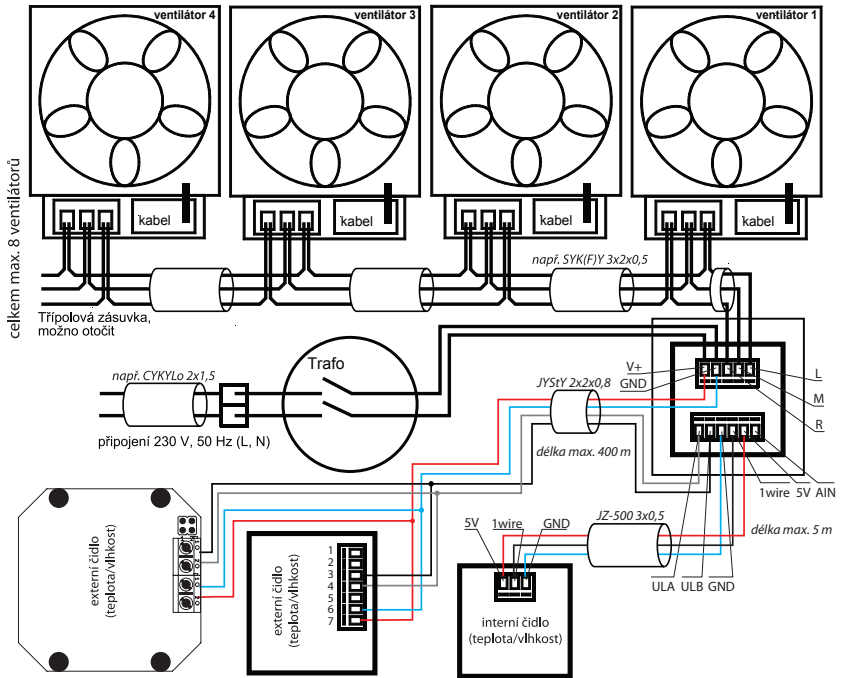 ventilátor 4
ventilátor 3
ventilátor 2
ventilátor 1
kabel
kabel
kabel
kabel
celkem max. 8 ventilátorů
např. SYK(F)Y 3x2x0,5
Třípolová zásuvka,
možno otočit
Trafo
např. CYKYLo 2x1,5
připojení 230 V, 50 Hz (L, N)
JYStY 2x2x0,8
délka max. 400 m
V+
GND
L
M
R
1wire 5V AIN
ULA ULB GND
JZ-500 3x0,5
délka max. 5 m
5V 1wire GND
interní čidlo
(teplota/vlhkost)
externí čidlo
(teplota/vlhkost)
1
2
3
4
5
6
7
externí čidlo
(teplota/vlhkost)